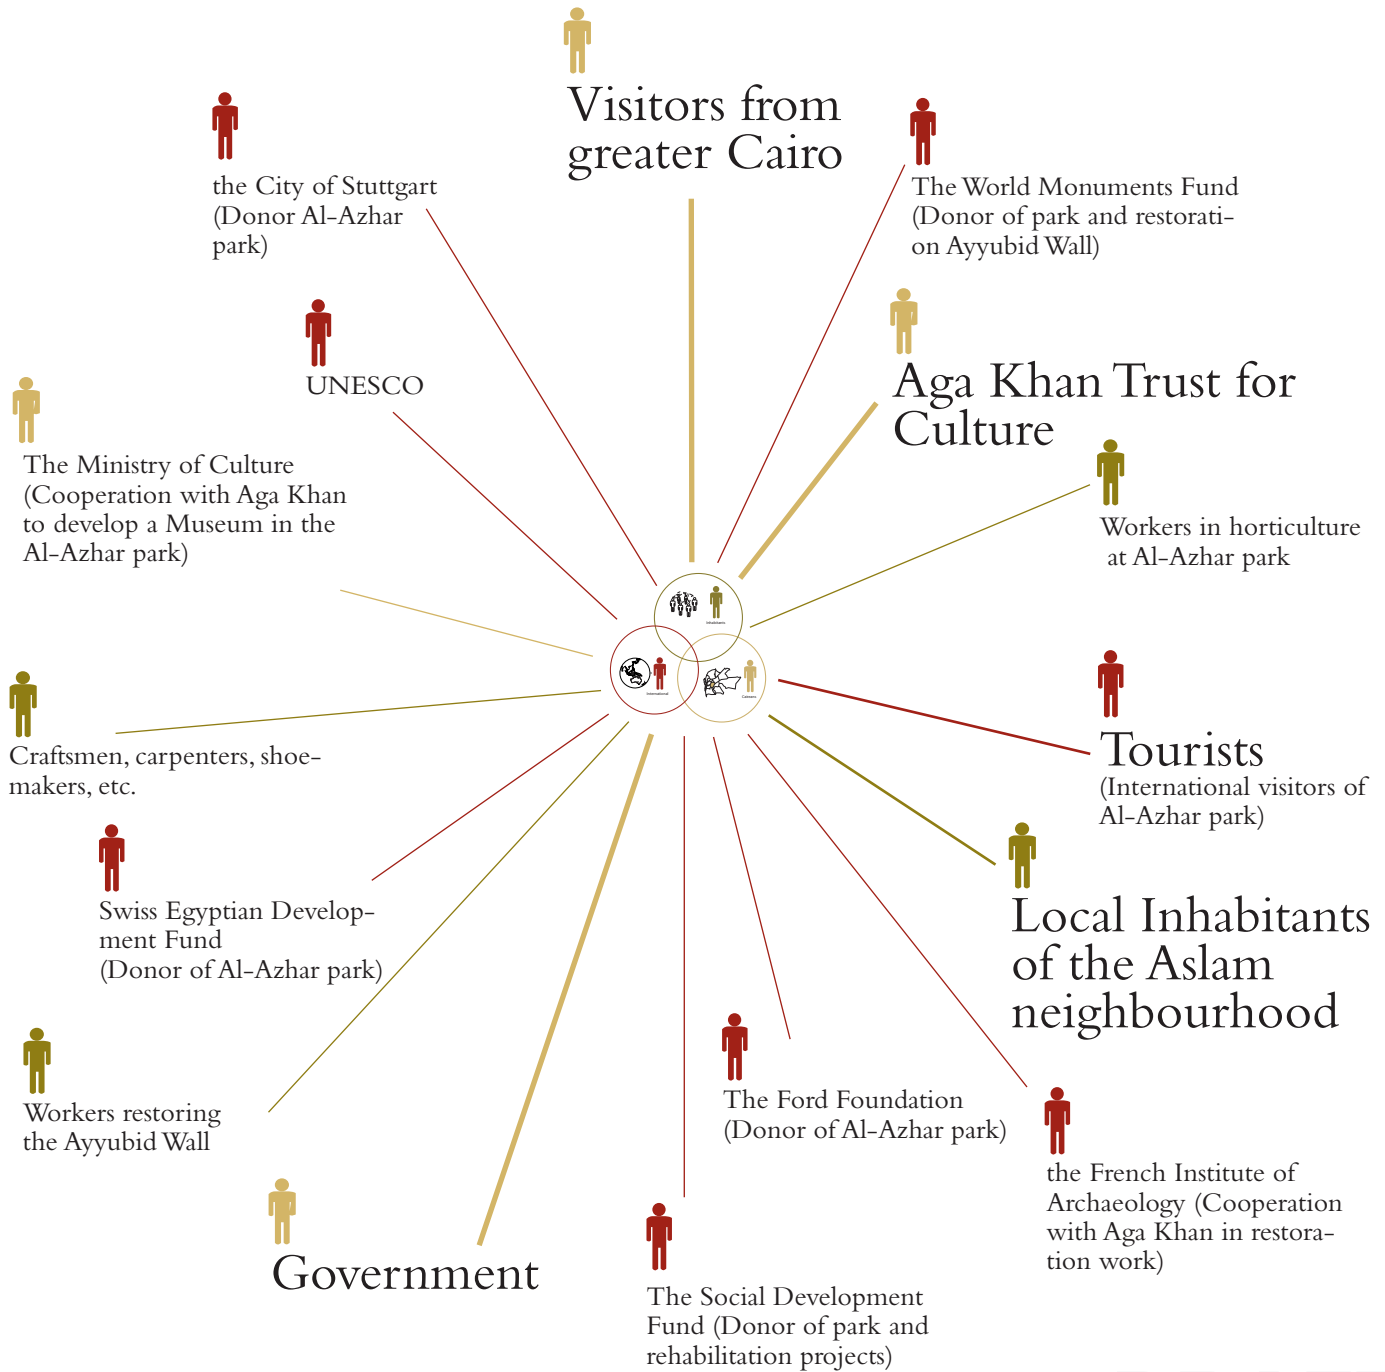 Visitors from
greater Cairo
the City of Stuttgart
(Donor Al-Azhar
park)
The World Monuments Fund
(Donor of park and restorati-
on Ayyubid Wall)
UNESCO
Aga Khan Trust for
Culture
The Ministry of Culture
(Cooperation with Aga Khan
to develop a Museum in the
Al-Azhar park)
Workers in horticulture
at Al-Azhar park
Inhabitants
International
Cairoans
Craftsmen, carpenters, shoe-
makers, etc.
Tourists
(International visitors of
Al-Azhar park)
Swiss Egyptian Develop-
ment Fund
(Donor of Al-Azhar park)
Local Inhabitants
of the Aslam
neighbourhood
Workers restoring
the Ayyubid Wall
The Ford Foundation
(Donor of Al-Azhar park)
the French Institute of
Archaeology (Cooperation
with Aga Khan in restora-
tion work)
Government
The Social Development
Fund (Donor of park and
rehabilitation projects)